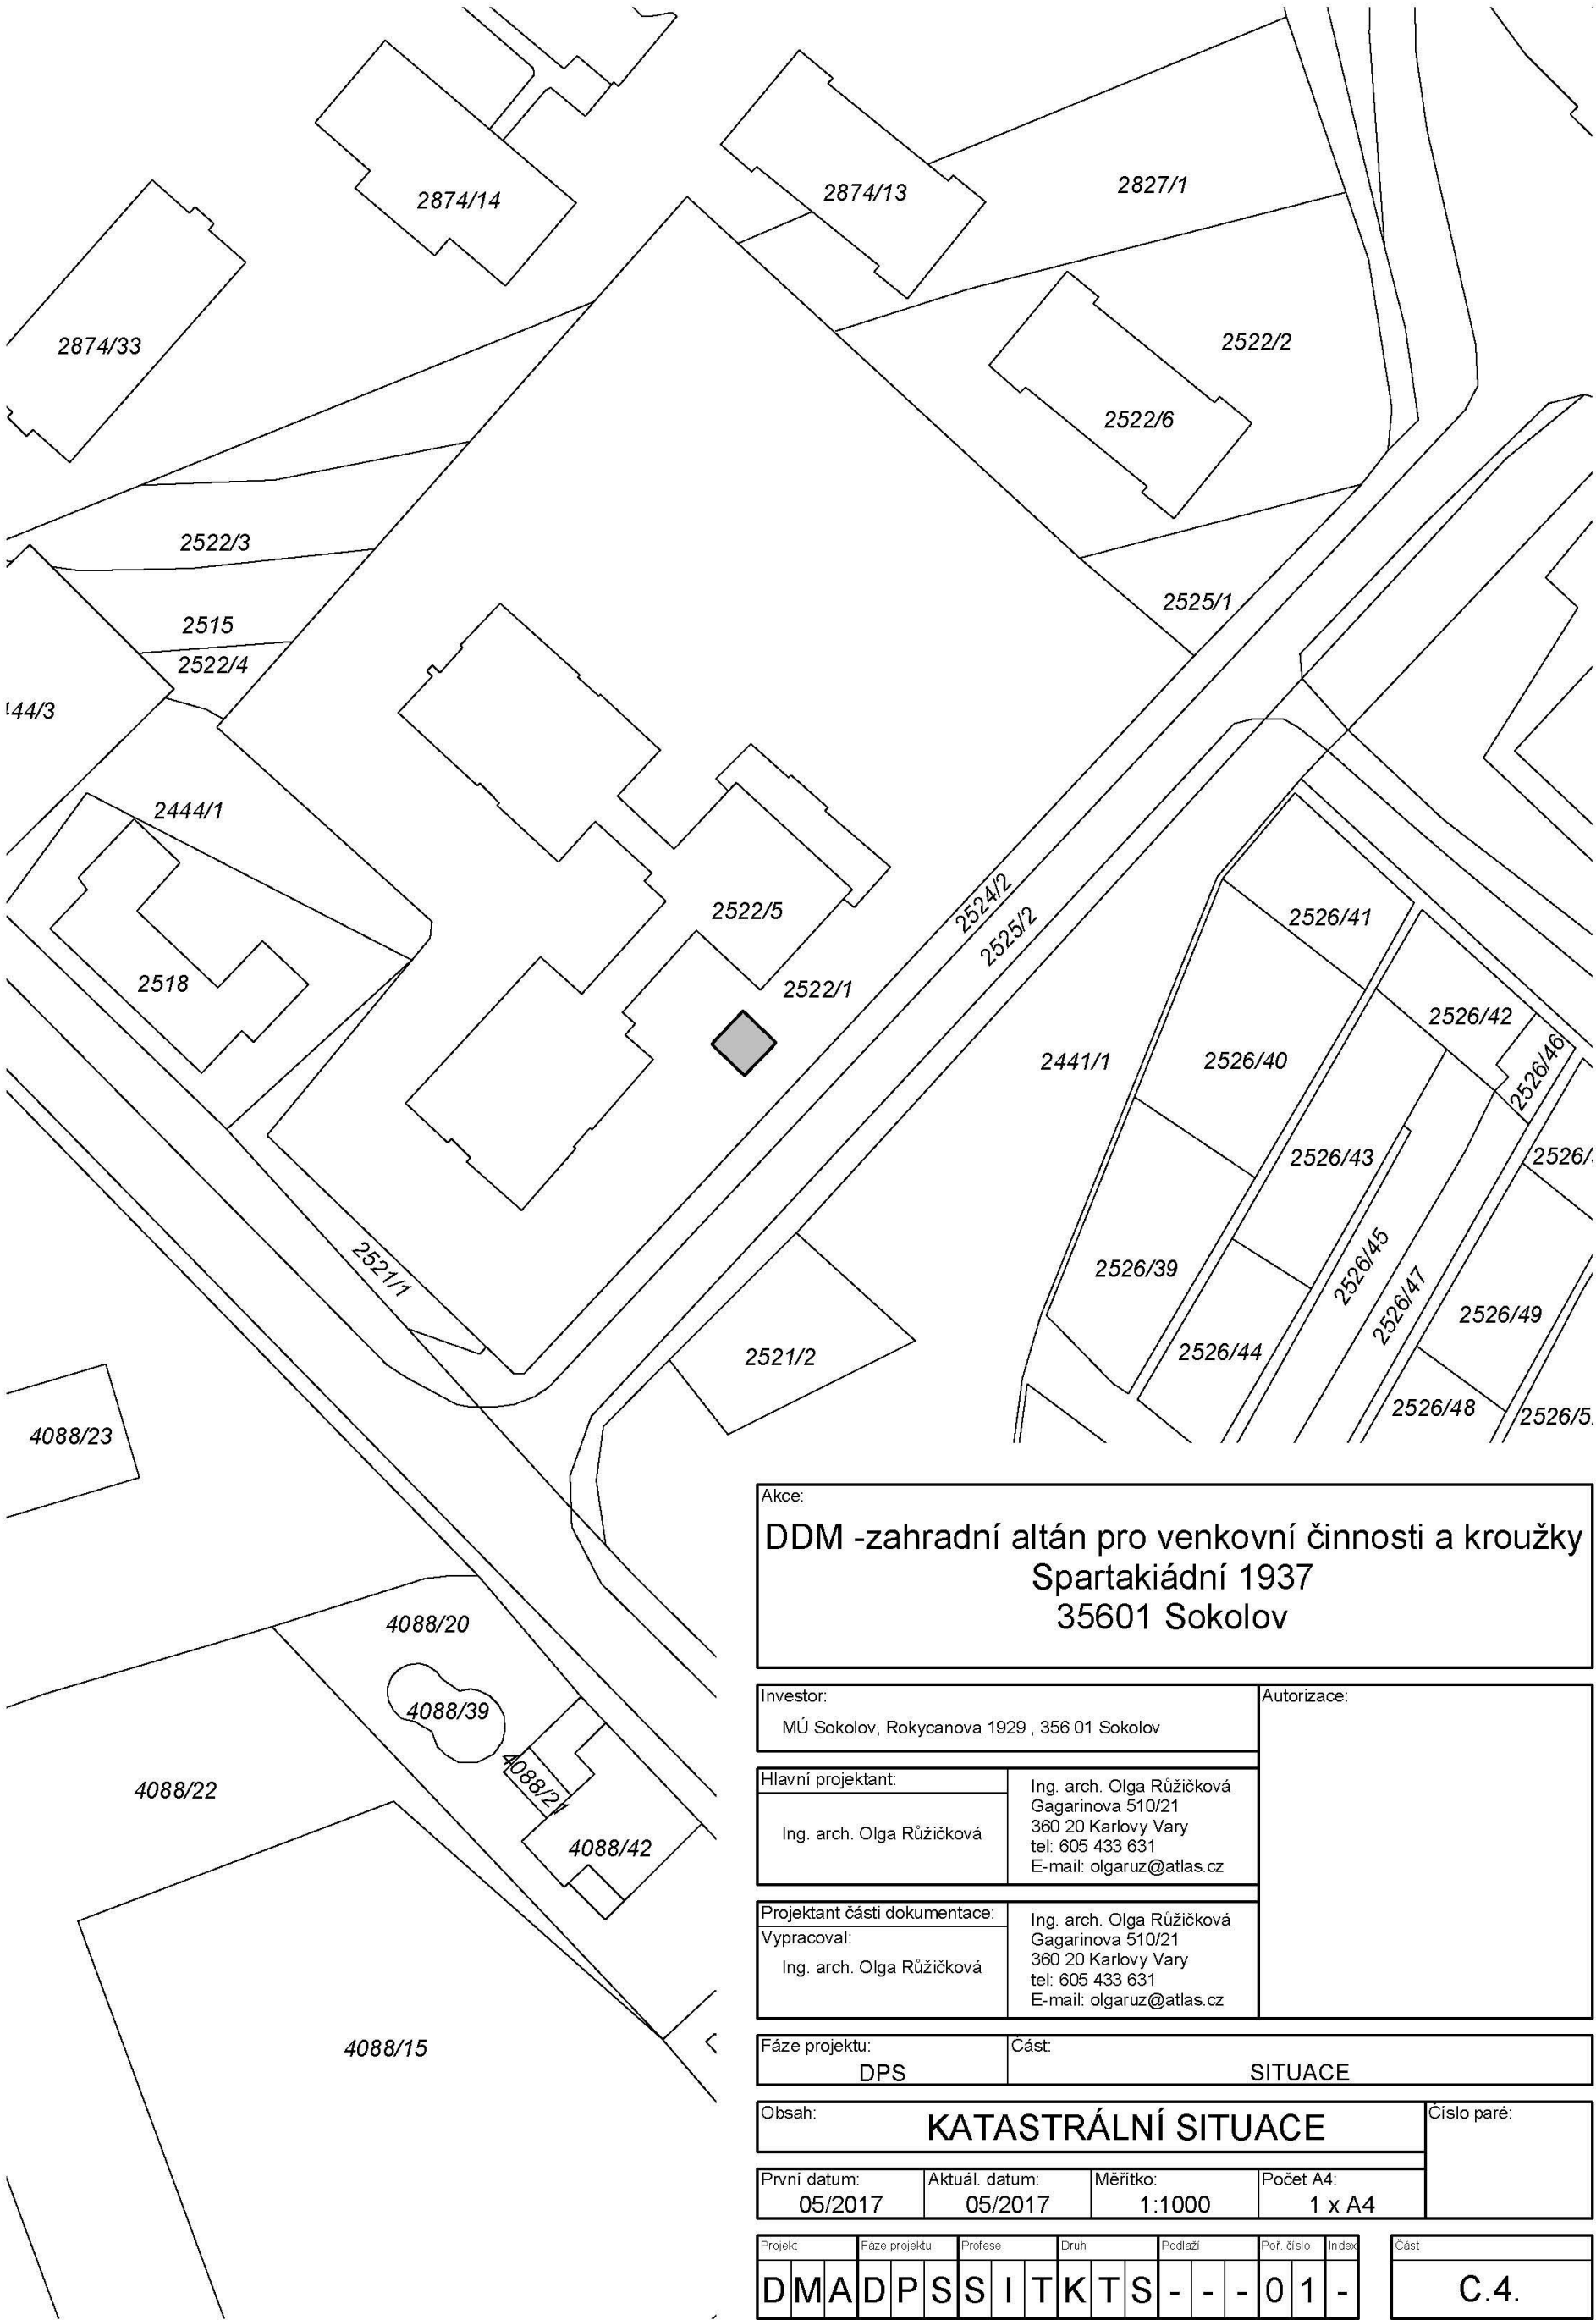 2874/14
2874/13
2827/1
2874/33
2522/2
2522/6
2522/3
2525/1
2515
2522/4
444/3
2444/1
2524/2
2522/5
2525/2
2526/41
2518
2522/1
2526/42
2441/1
2526/40
2526/46
2526/43
2526/
2521/1
2526/39
2526/45
2526/47
2526/49
2521/2
2526/44
2526/48
2526/5
4088/23
4088/20
4088/39
4088/22
4088/21
4088/42
4088/15
Akce:
DDM -zahradní altán pro venkovní činnosti a kroužky
Spartakiádní 1937
35601 Sokolov
Investor:
MÚ Sokolov, Rokycanova 1929 , 356 01 Sokolov
Autorizace:
Hlavní projektant:
Ing. arch. Olga Růžičková
Ing. arch. Olga Růžičková
Gagarinova 510/21
360 20 Karlovy Vary
tel: 605 433 631
E-mail: olgaruz@atlas.cz
Projektant části dokumentace:
Vypracoval:
Ing. arch. Olga Růžičková
Ing. arch. Olga Růžičková
Gagarinova 510/21
360 20 Karlovy Vary
tel: 605 433 631
E-mail: olgaruz@atlas.cz
Fáze projektu:
DPS
Část:
SITUACE
Obsah:
KATASTRÁLNÍ SITUACE
Číslo paré:
První datum:
05/2017
Aktuál. datum:
05/2017
Měřítko:
1:1000
Počet A4:
1 x A4
Projekt Fáze projektu Profese Druh Podlaží Poř. číslo Index
D M A D P S S I T K T S - - - 0 1 -
Část
C.4.